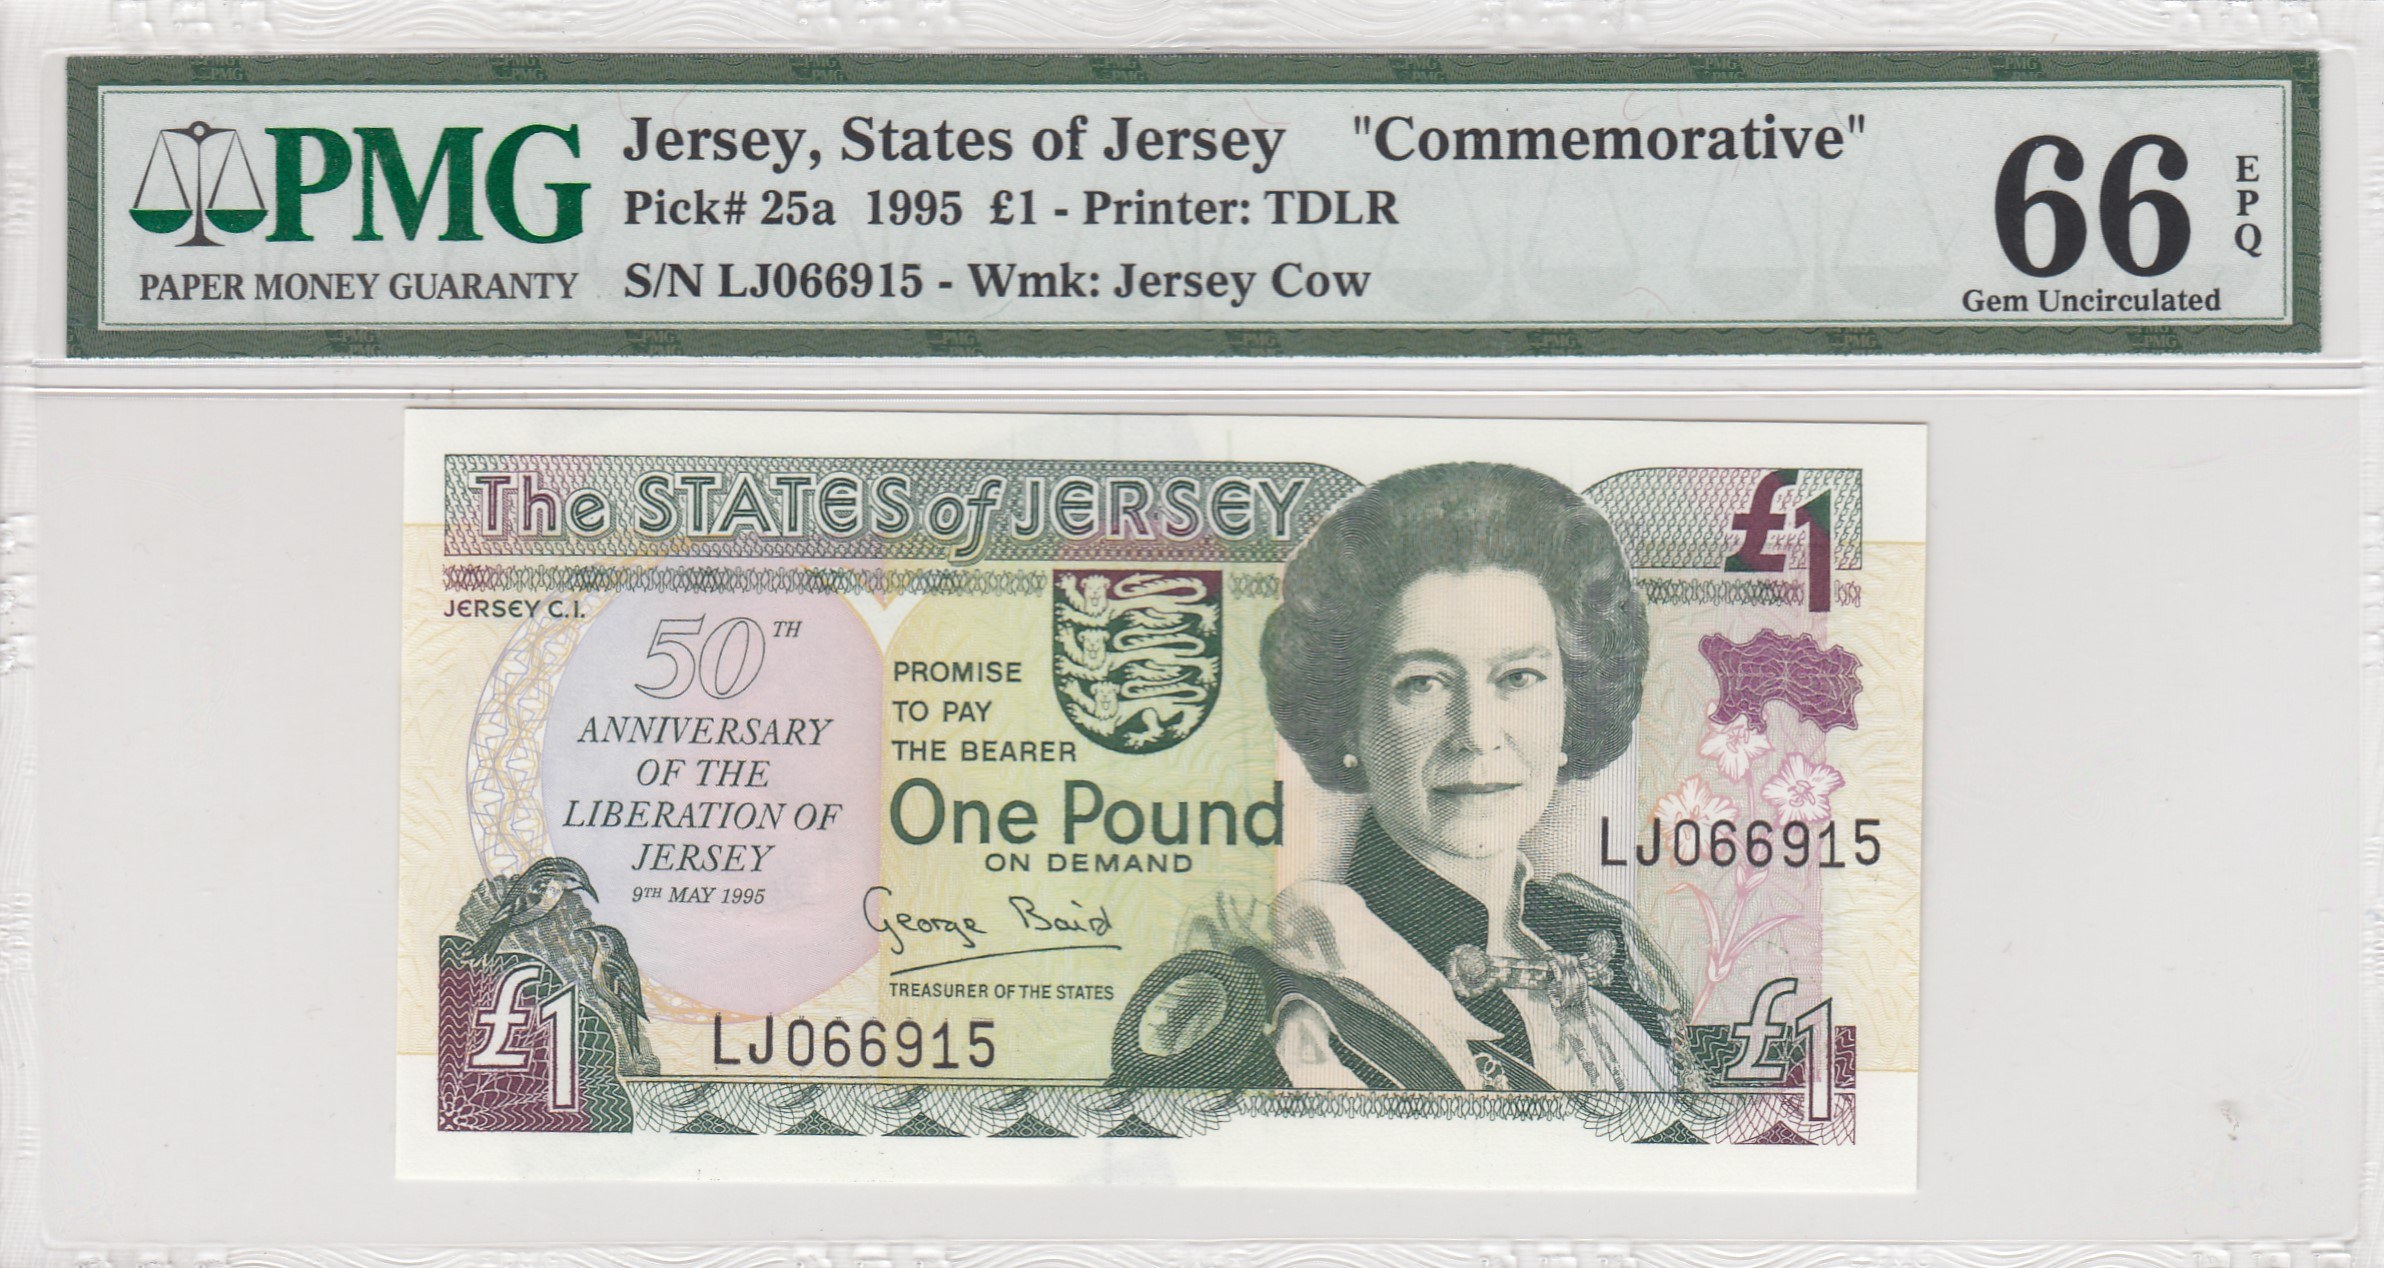 PMG
PAPER MONEY GUARANTY
Jersey, States of Jersey "Commemorative"
Pick# 25a 1995 £1 - Printer: TDLR
S/N LJ066915 - Wmk: Jersey Cow
66
EPQ
Gem Uncirculated
The STATES of JERSEY
£1
JERSEY C.I.
50TH
ANNIVERSARY
OF THE
LIBERATION OF
JERSEY
9TH MAY 1995
PROMISE
TO PAY
THE BEARER
One Pound
ON DEMAND
George Baird
TREASURER OF THE STATES
LJ066915
LJ066915
£1
£1